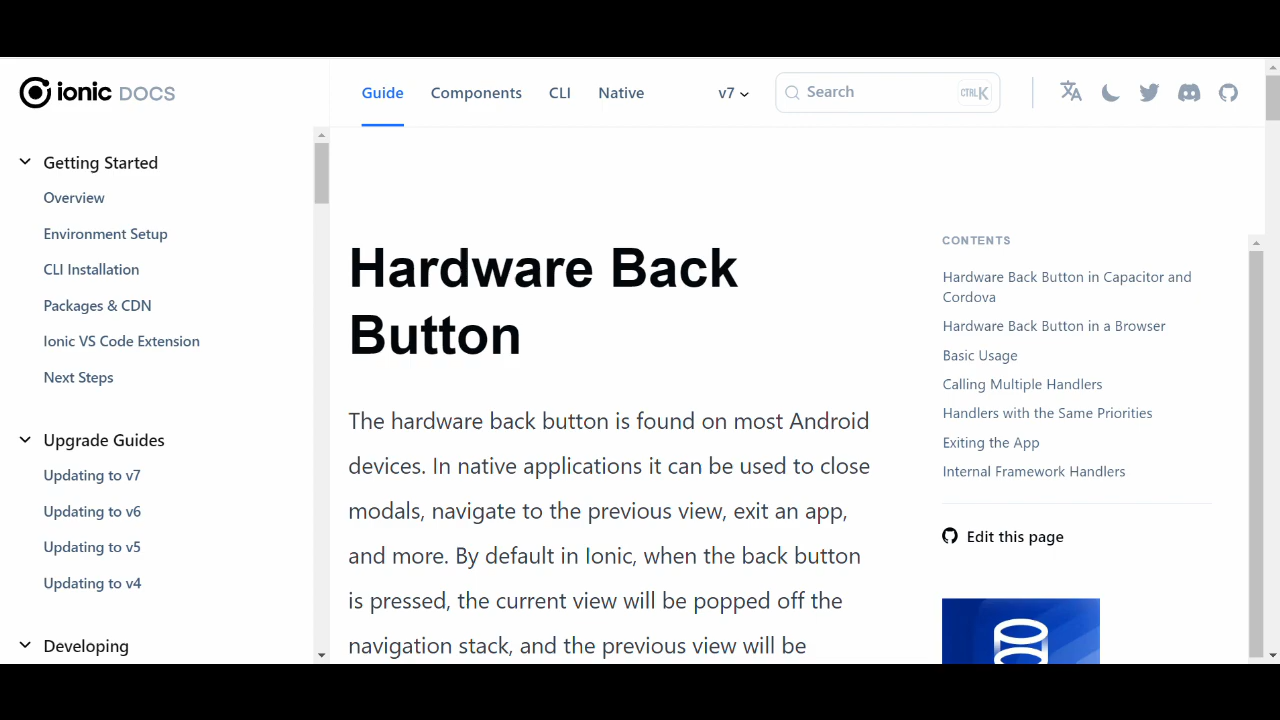 ionic DOCS
Guide
Components
CLI
Native
v7
Search
CTRL K
Getting Started
Overview
Environment Setup
CLI Installation
Packages & CDN
Ionic VS Code Extension
Next Steps
Upgrade Guides
Updating to v7
Updating to v6
Updating to v5
Updating to v4
Developing
Hardware Back
Button
The hardware back button is found on most Android
devices. In native applications it can be used to close
modals, navigate to the previous view, exit an app,
and more. By default in Ionic, when the back button
is pressed, the current view will be popped off the
navigation stack, and the previous view will be
CONTENTS
Hardware Back Button in Capacitor and
Cordova
Hardware Back Button in a Browser
Basic Usage
Calling Multiple Handlers
Handlers with the Same Priorities
Exiting the App
Internal Framework Handlers
Edit this page